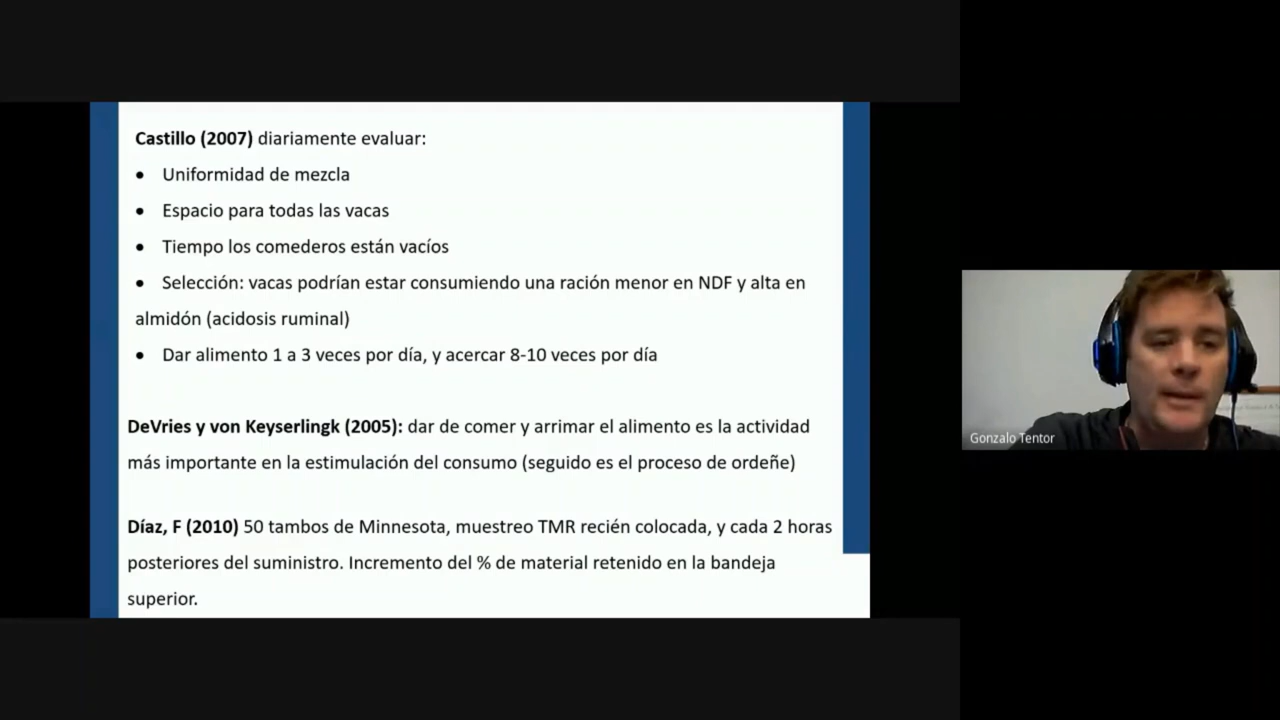 Castillo (2007) diariamente evaluar:
• Uniformidad de mezcla
• Espacio para todas las vacas
• Tiempo los comederos están vacíos
• Selección: vacas podrían estar consumiendo una ración menor en NDF y alta en
almidón (acidosis ruminal)
• Dar alimento 1 a 3 veces por día, y acercar 8-10 veces por día
DeVries y von Keyserlingk (2005): dar de comer y arrimar el alimento es la actividad
más importante en la estimulación del consumo (seguido es el proceso de ordeñe)
Díaz, F (2010) 50 tambos de Minnesota, muestreo TMR recién colocada, y cada 2 horas
posteriores del suministro. Incremento del % de material retenido en la bandeja
superior.
Gonzalo Tentor